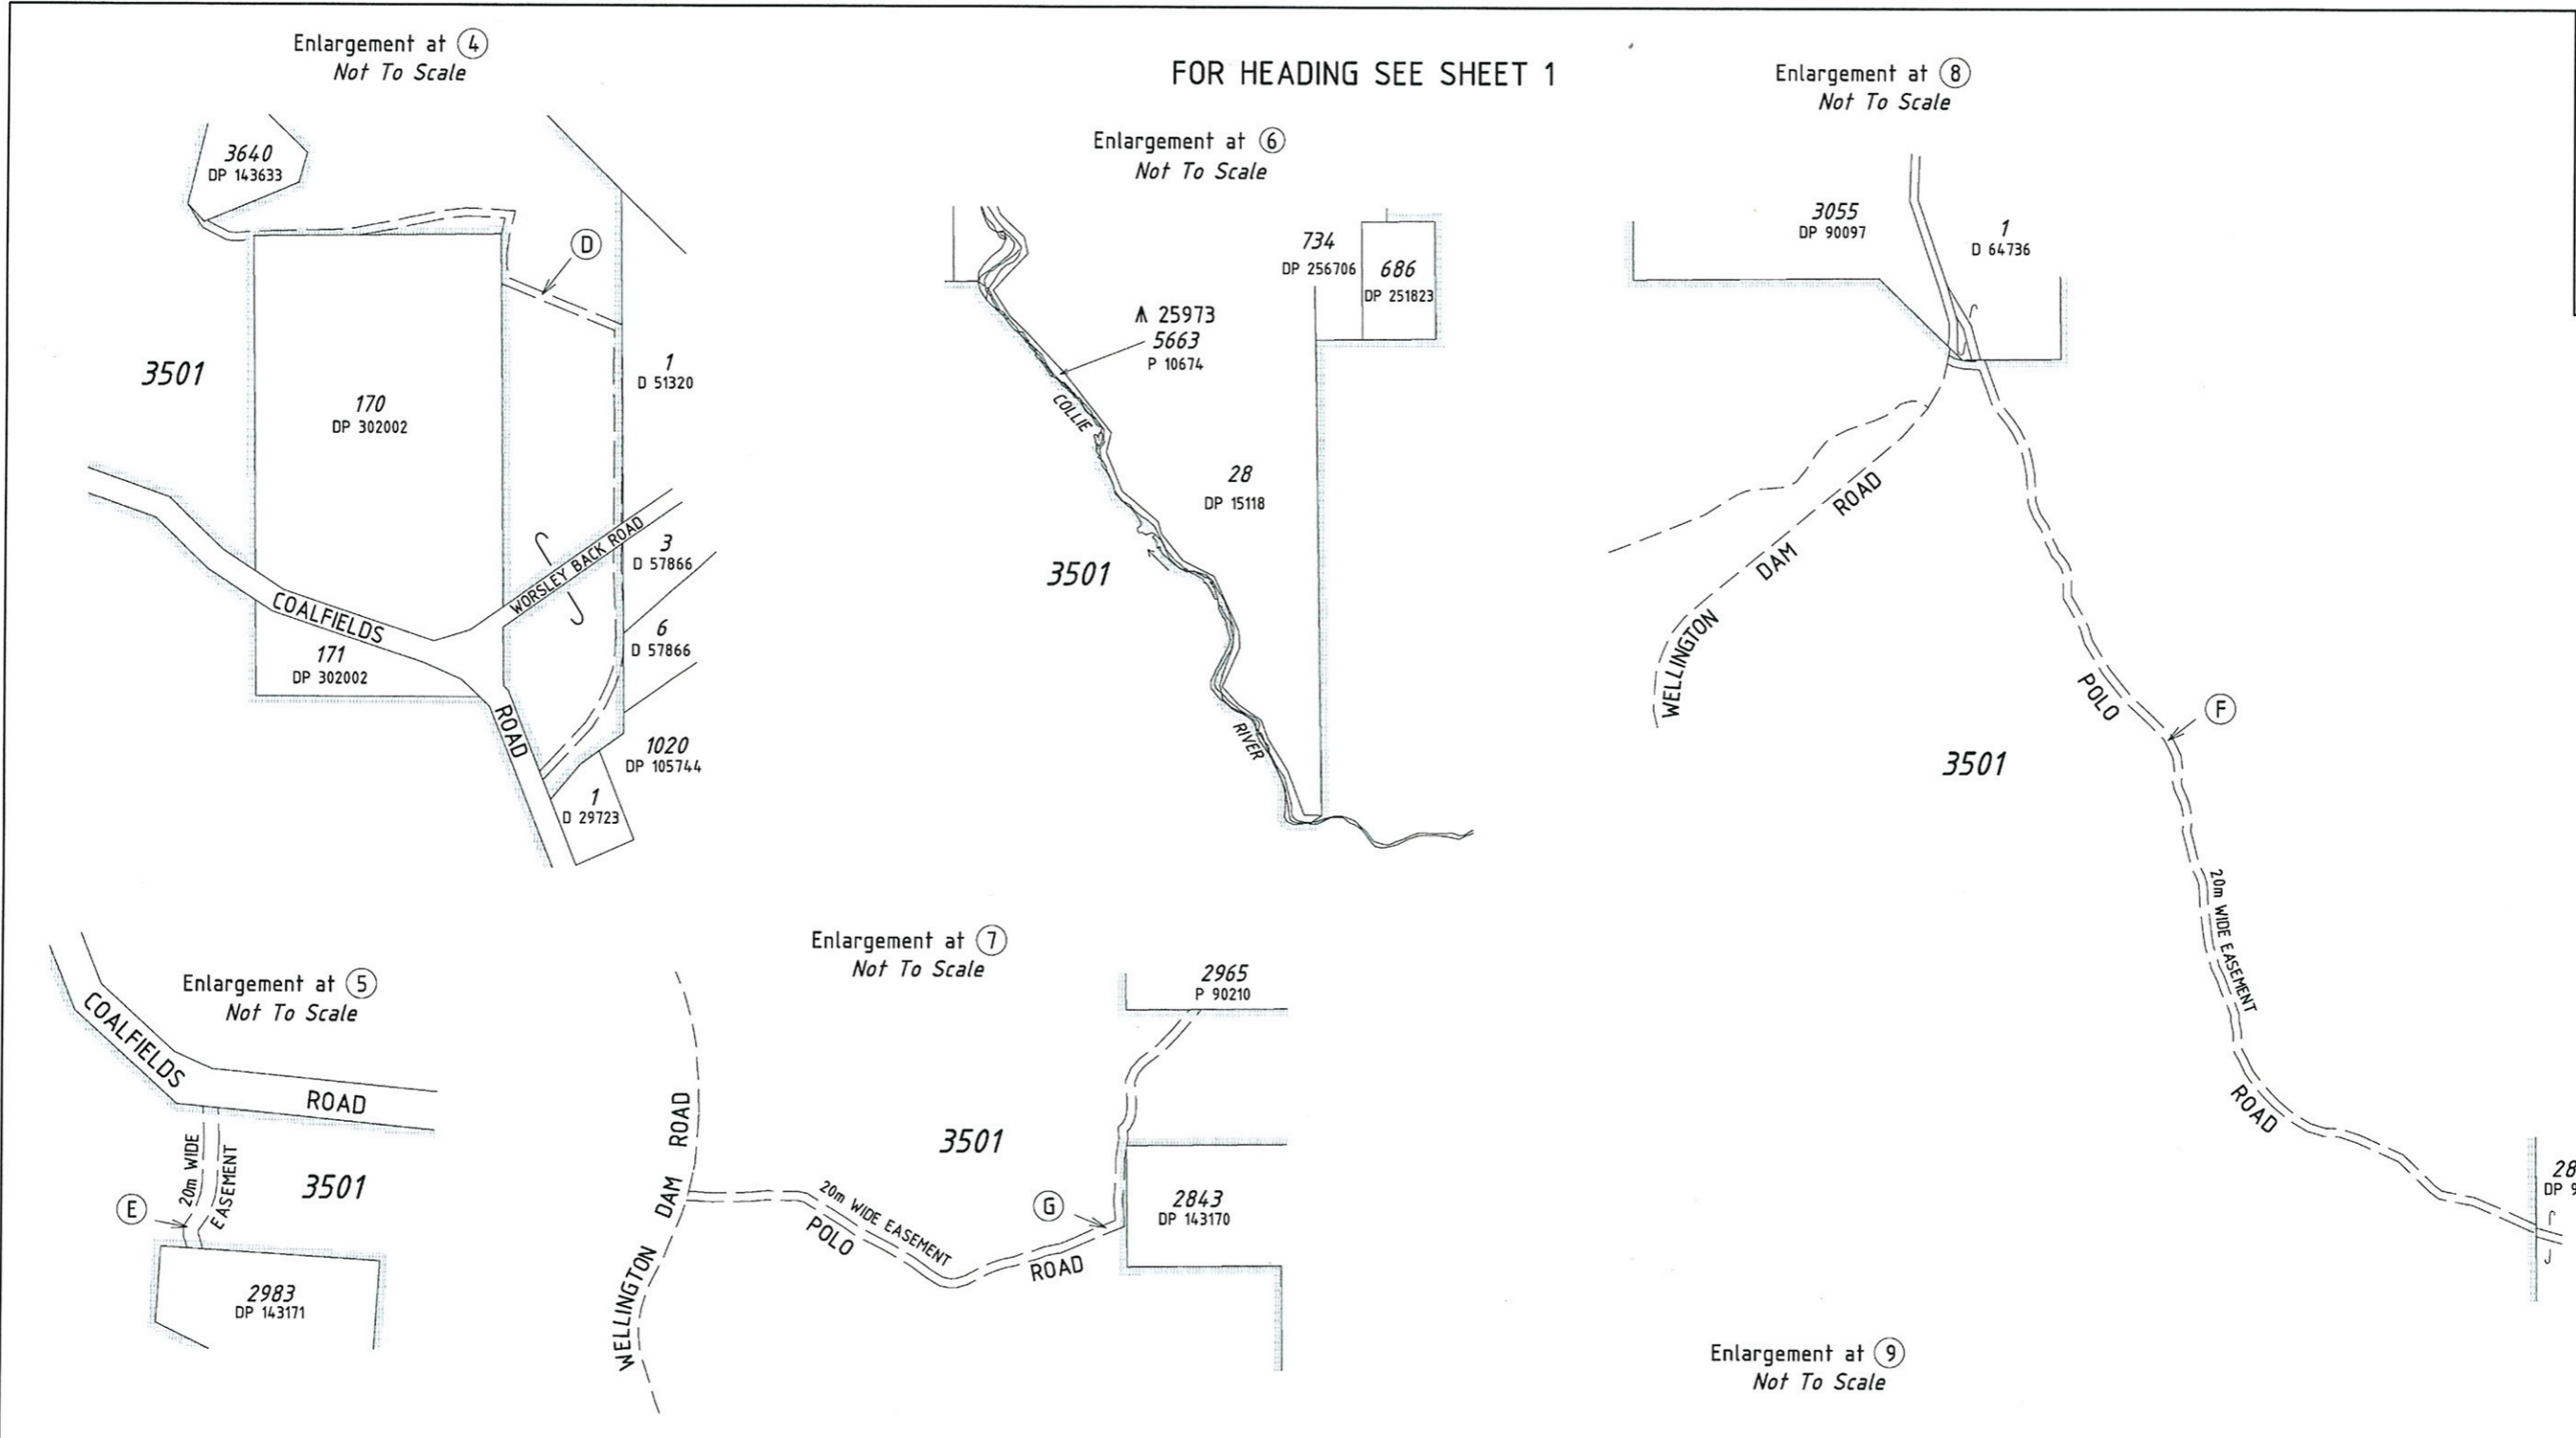 FOR HEADING SEE SHEET 1
Enlargement at 4
Not To Scale
3640
DP 143633
D
3501
170
DP 302002
1
D 51320
WORSLEY BACK ROAD
3
D 57866
COALFIELDS
ROAD
171
DP 302002
6
D 57866
1020
DP 105744
1
D 29723
Enlargement at 5
Not To Scale
COALFIELDS
ROAD
20m WIDE
EASEMENT
3501
E
2983
DP 143171
Enlargement at 6
Not To Scale
734
DP 256706
686
DP 251823
25973
5663
P 10674
COLLIE
28
DP 15118
3501
RIVER
Enlargement at 7
Not To Scale
2965
P 90210
WELLINGTON DAM ROAD
3501
20m WIDE EASEMENT
POLO
ROAD
G
2843
DP 143170
Enlargement at 8
Not To Scale
3055
DP 90097
1
D 64736
WELLINGTON
DAM
ROAD
POLO
F
3501
20m WIDE EASEMENT
ROAD
28
DP 9
Enlargement at 9
Not To Scale